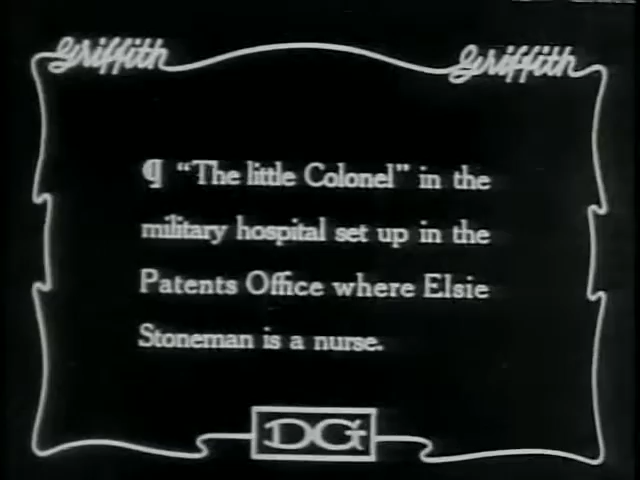 Griffith Griffith
¶ “The little Colonel” in the
military hospital set up in the
Patents Office where Elsie
Stoneman is a nurse.
DG